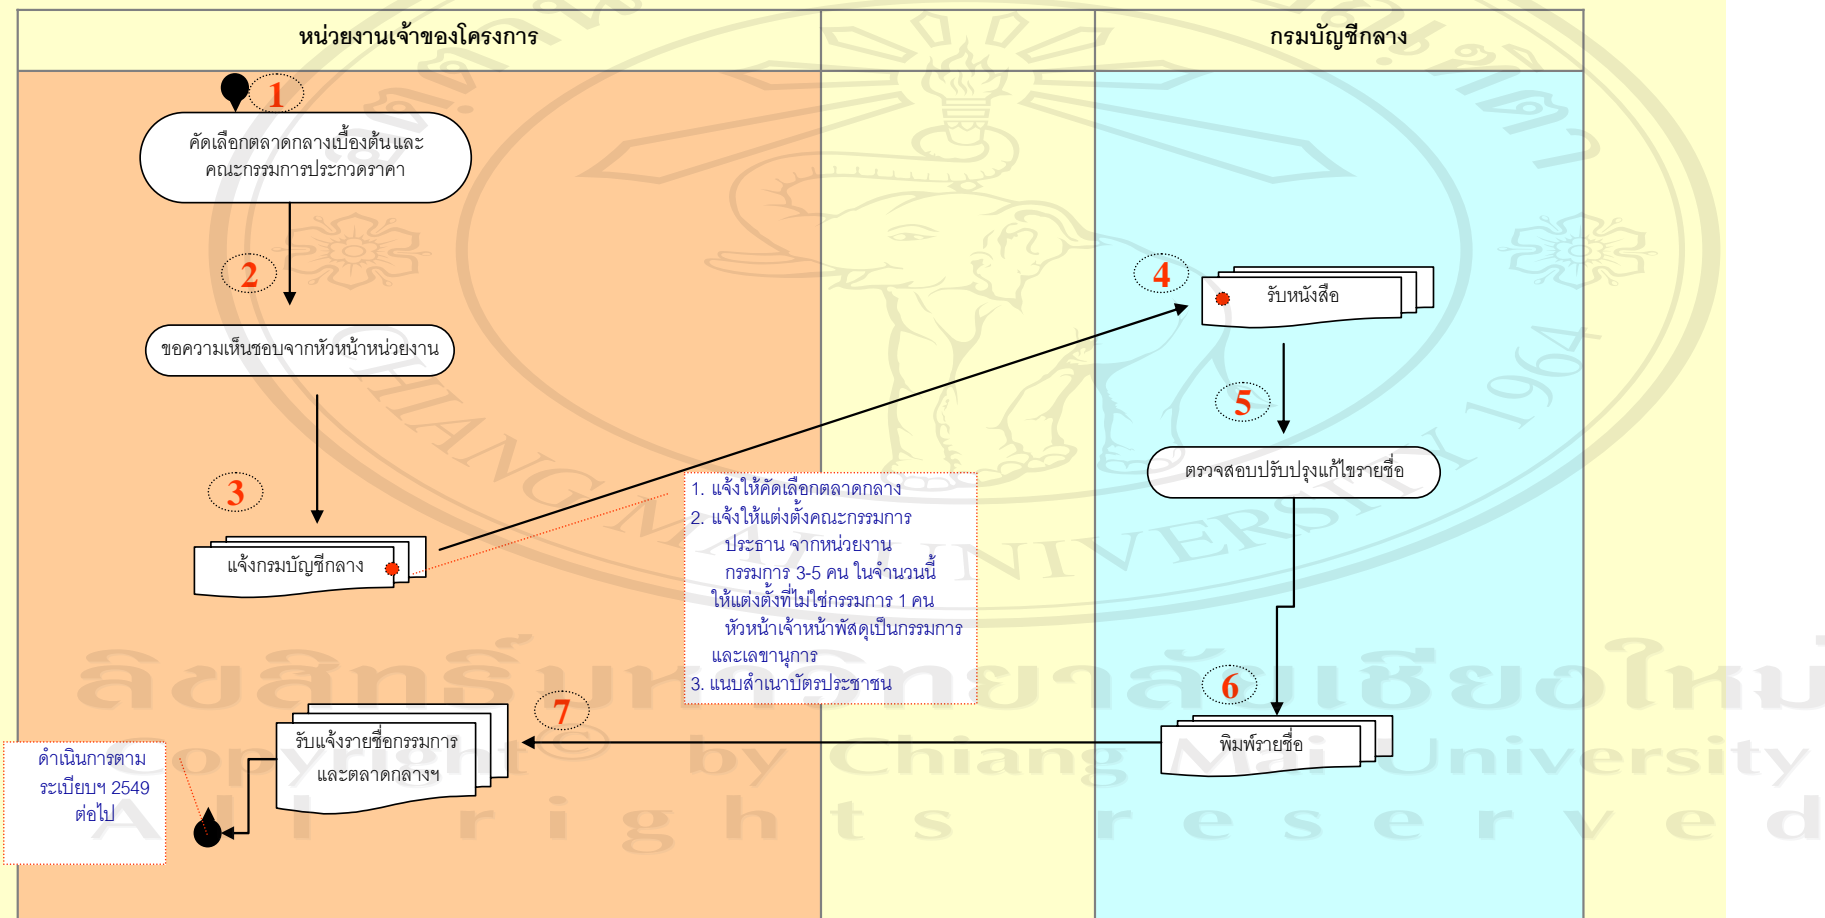 หน่วยงานเจ้าของโครงการ
กรมบัญชีกลาง
1
คัดเลือกตลาดกลางเบื้องต้น และ
คณะกรรมการประกวดราคา
2
ขอความเห็นชอบจากหัวหน้าหน่วยงาน
3
แจ้งกรมบัญชีกลาง
4
รับหนังสือ
5
ตรวจสอบปรับปรุงแก้ไขรายชื่อ
1. แจ้งให้คัดเลือกตลาดกลาง
2. แจ้งให้แต่งตั้งคณะกรรมการ
ประธาน จากหน่วยงาน
กรรมการ 3-5 คน ในจำนวนนี้
ให้แต่งตั้งที่ไม่ใช่กรรมการ 1 คน
หัวหน้าเจ้าหน้าพัสดุเป็นกรรมการ
และเลขานุการ
3. แนบสำเนาบัตรประชาชน
6
พิมพ์รายชื่อ
7
รับแจ้งรายชื่อกรรมการ
และตลาดกลางฯ
ดำเนินการตาม
ระเบียบฯ 2549
ต่อไป
CHIANG MAI UNIVERSITY 1964
ลิขสิทธิ์มหาวิทยาลัยเชียงใหม่
Copyright© by Chiang Mai University
All rights reserved